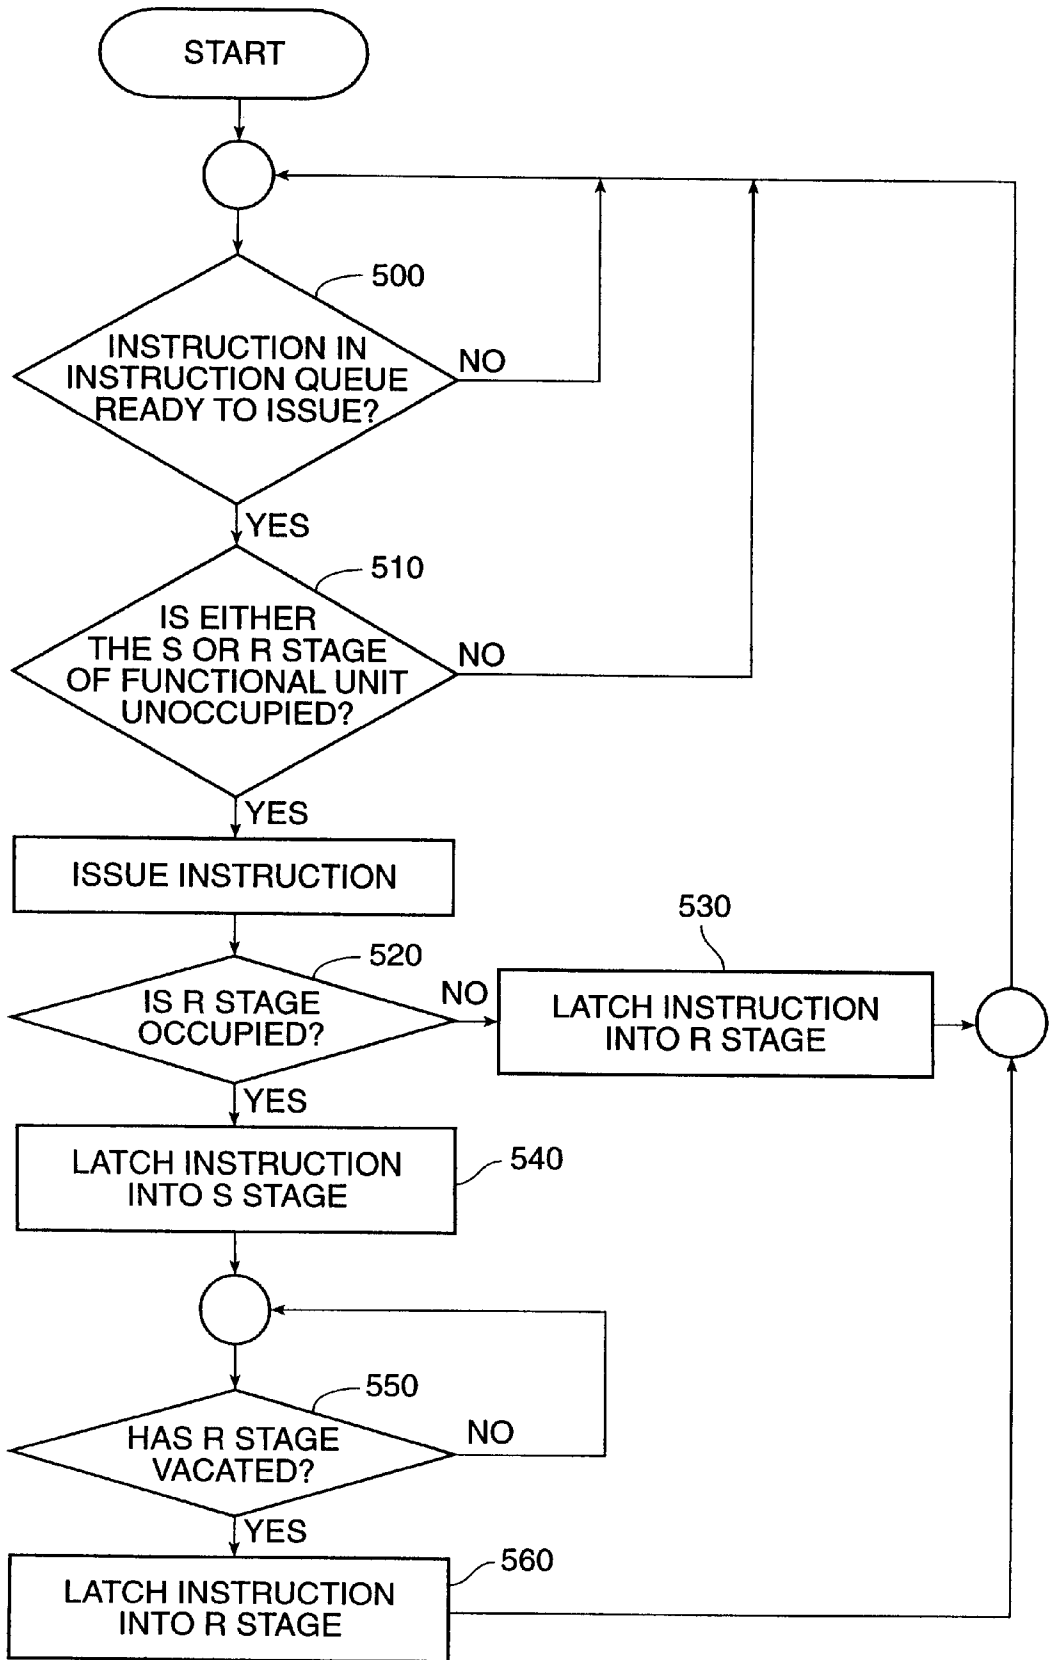 START
500
INSTRUCTION IN
INSTRUCTION QUEUE
READY TO ISSUE?
NO
YES
510
IS EITHER
THE S OR R STAGE
OF FUNCTIONAL UNIT
UNOCCUPIED?
NO
YES
ISSUE INSTRUCTION
520
IS R STAGE
OCCUPIED?
NO
530
LATCH INSTRUCTION
INTO R STAGE
YES
LATCH INSTRUCTION
INTO S STAGE
540
550
HAS R STAGE
VACATED?
NO
YES
560
LATCH INSTRUCTION
INTO R STAGE